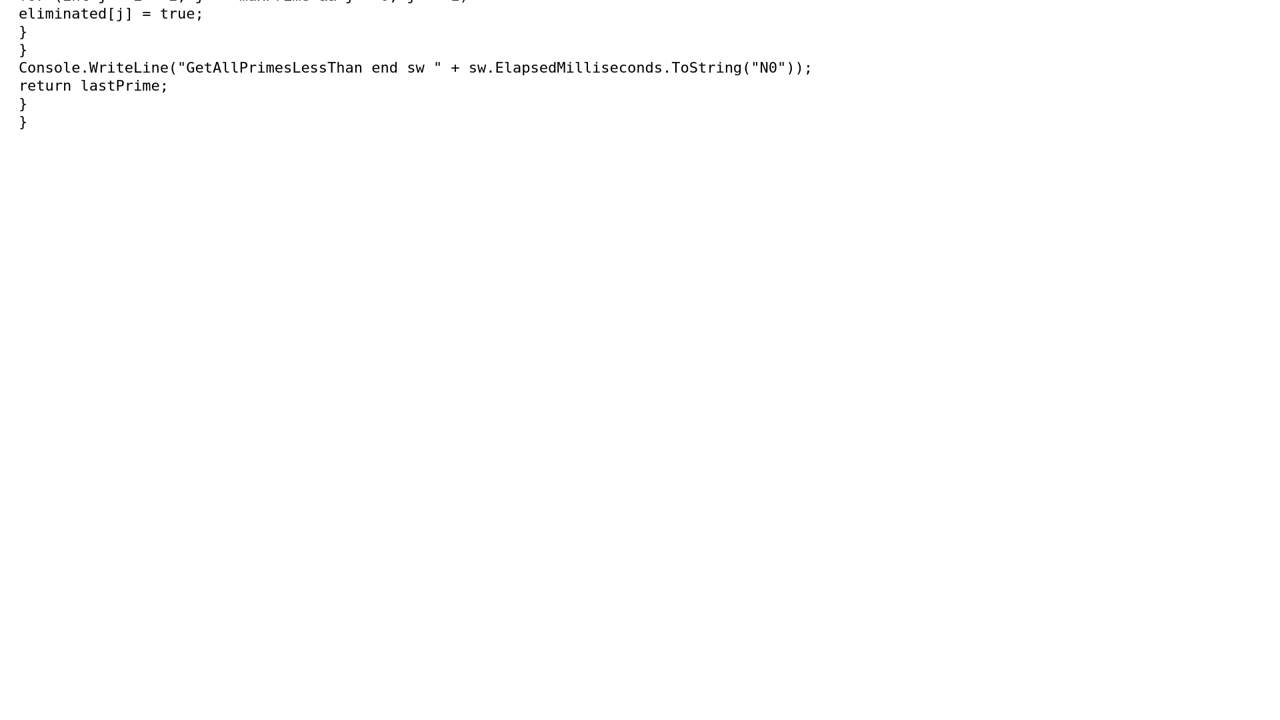 eliminated[j] = true;
}
}
Console.WriteLine("GetAllPrimesLessThan end sw " + sw.ElapsedMilliseconds.ToString("N0"));
return lastPrime;
}
}